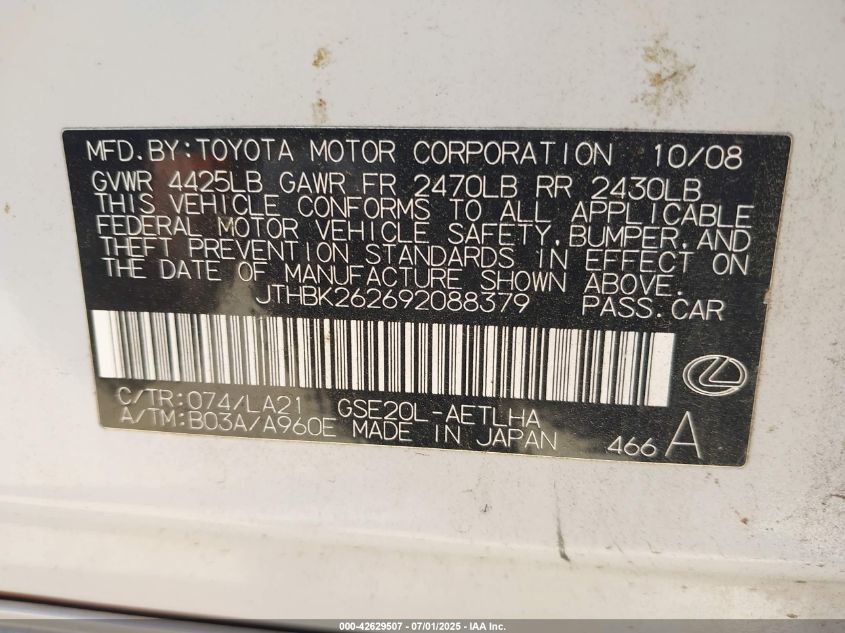 MFD.BY:TOYOTA MOTOR CORPORATION 10/08
GVWR 4425LB GAWR FR 2470LB RR 2430LB
THIS VEHICLE CONFORMS TO ALL APPLICABLE
FEDERAL MOTOR VEHICLE SAFETY,BUMPER,AND
THEFT PREVENTION STANDARDS IN EFFECT ON
THE DATE OF MANUFACTURE SHOWN ABOVE.
JTHBK262692088379 PASS.CAR
C/TR:074/LA21 GSE20L-AETLHA
A/TM:B03A/A960E MADE IN JAPAN 466 A
000-42629507 - 07/01/2025 - IAA Inc.